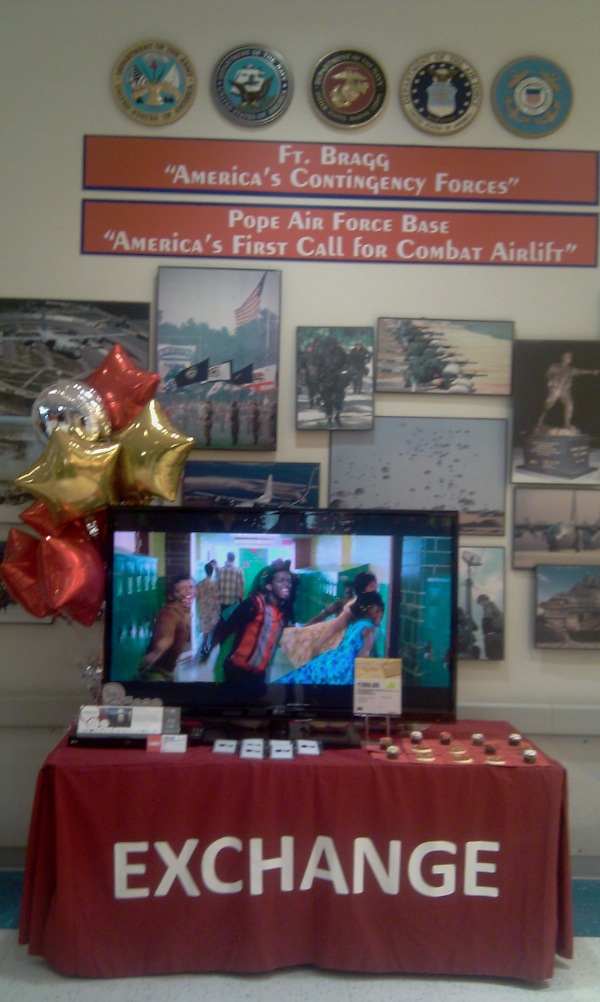 FT. BRAGG
"AMERICA'S CONTINGENCY FORCES"
POPE AIR FORCE BASE
"AMERICA'S FIRST CALL FOR COMBAT AIRLIFT"
EXCHANGE